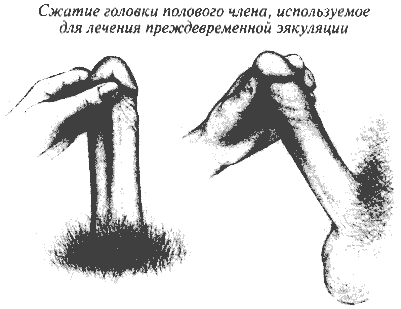 Сжатие головки полового члена, используемое
для лечения преждевременной эякуляции